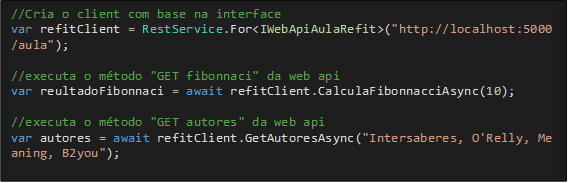 //Cria o client com base na interface
var refitClient = RestService.For<IWebApiAulaRefit>("http://localhost:5000
/aula");
//executa o método "GET fibonnaci" da web api
var reultadoFibonnaci = await refitClient.CalculaFibonnacciAsync(10);
//executa o método "GET autores" da web api
var autores = await refitClient.GetAutoresAsync("Intersaberes, O'Relly, Me
aning, B2you");